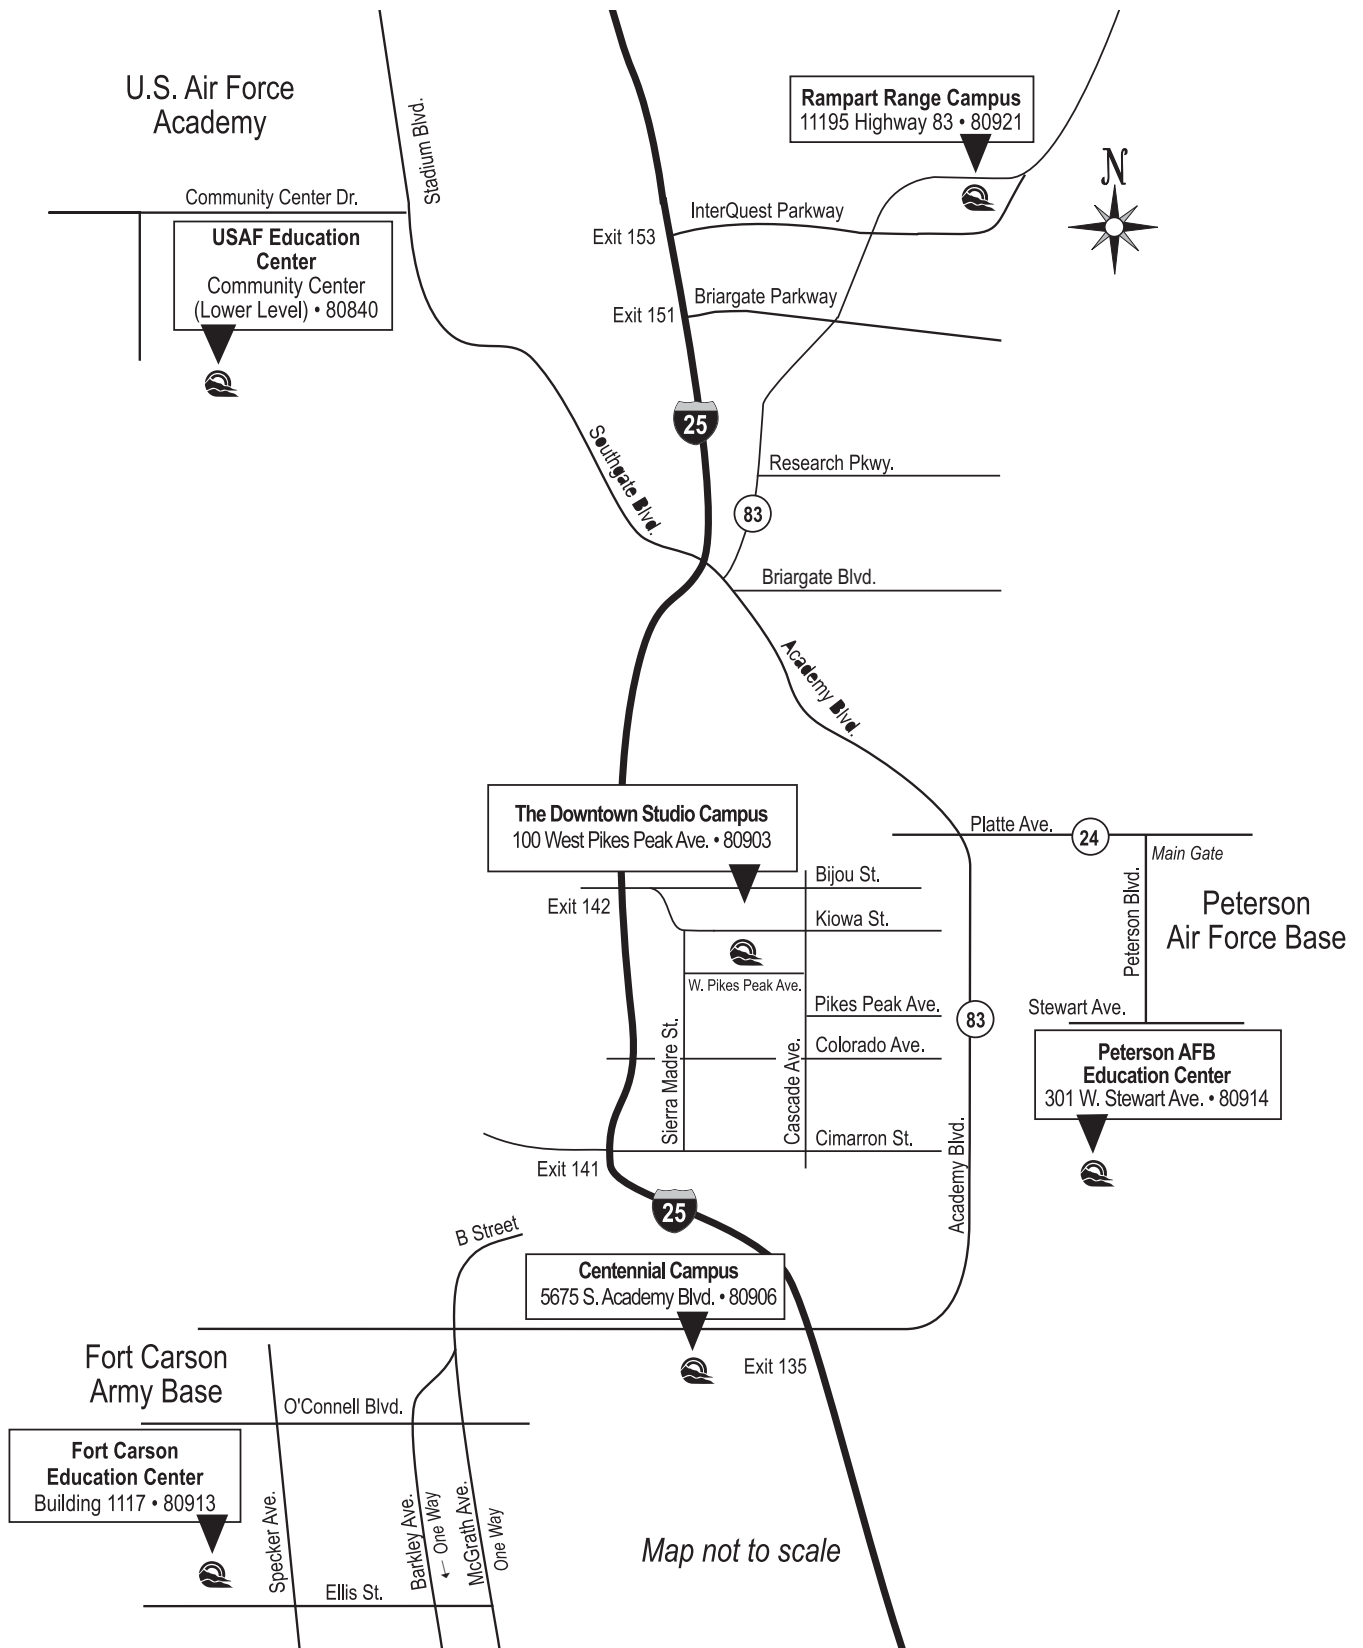 U.S. Air Force
Academy
Stadium Blvd.
Rampart Range Campus
11195 Highway 83 • 80921
N
Community Center Dr.
InterQuest Parkway
Exit 153
USAF Education
Center
Community Center
(Lower Level) • 80840
Briargate Parkway
Exit 151
25
Southgate Blvd.
Research Pkwy.
83
Briargate Blvd.
Academy Blvd.
The Downtown Studio Campus
100 West Pikes Peak Ave. • 80903
Platte Ave.
24
Main Gate
Bijou St.
Exit 142
Kiowa St.
Peterson Blvd.
Peterson
Air Force Base
W. Pikes Peak Ave.
Pikes Peak Ave.
83
Stewart Ave.
Sierra Madre St.
Cascade Ave.
Colorado Ave.
Peterson AFB
Education Center
301 W. Stewart Ave. • 80914
Cimarron St.
Exit 141
Academy Blvd.
25
B Street
Centennial Campus
5675 S. Academy Blvd. • 80906
Exit 135
Fort Carson
Army Base
O'Connell Blvd.
Fort Carson
Education Center
Building 1117 • 80913
Specker Ave.
Barkley Ave.
← One Way
McGrath Ave.
One Way
Map not to scale
Ellis St.